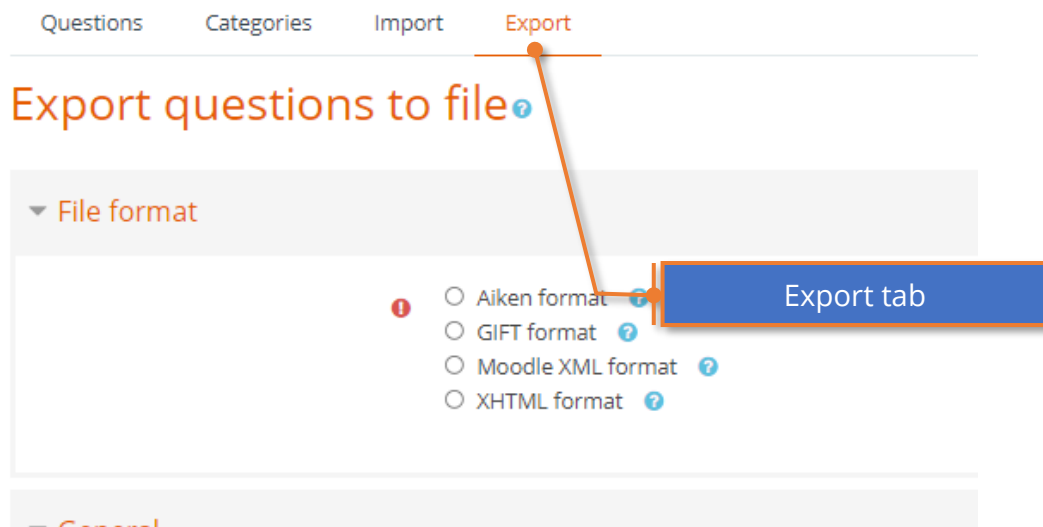 Questions Categories Import Export
Export questions to file
File format
Aiken format
Export tab
GIFT format
Moodle XML format
XHTML format
General